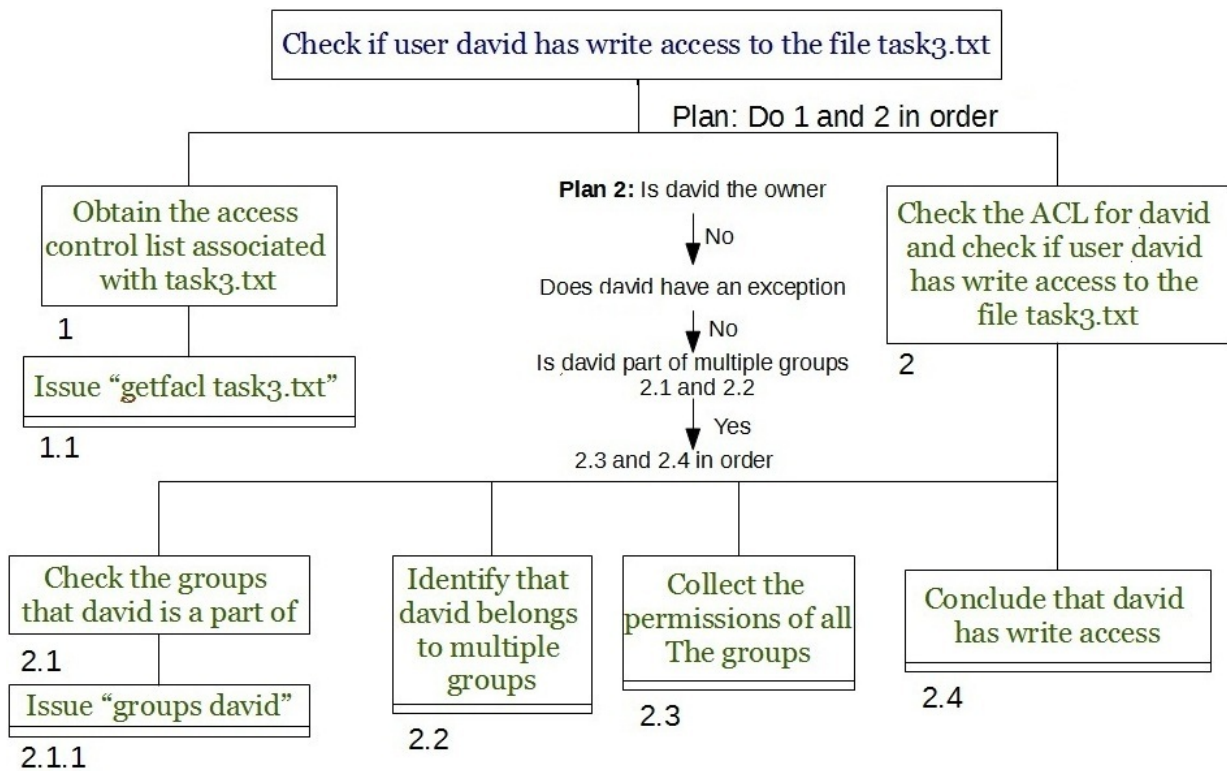 Check if user david has write access to the file task3.txt
Plan: Do 1 and 2 in order
Obtain the access
control list associated
with task3.txt
1
Issue “getfacl task3.txt”
1.1
Plan 2: Is david the owner
No
Does david have an exception
No
Is david part of multiple groups
2.1 and 2.2
Yes
2.3 and 2.4 in order
Check the ACL for david
and check if user david
has write access to the
file task3.txt
2
Check the groups
that david is a part of
2.1
Issue “groups david”
2.1.1
Identify that
david belongs
to multiple
groups
2.2
Collect the
permissions of all
The groups
2.3
Conclude that david
has write access
2.4